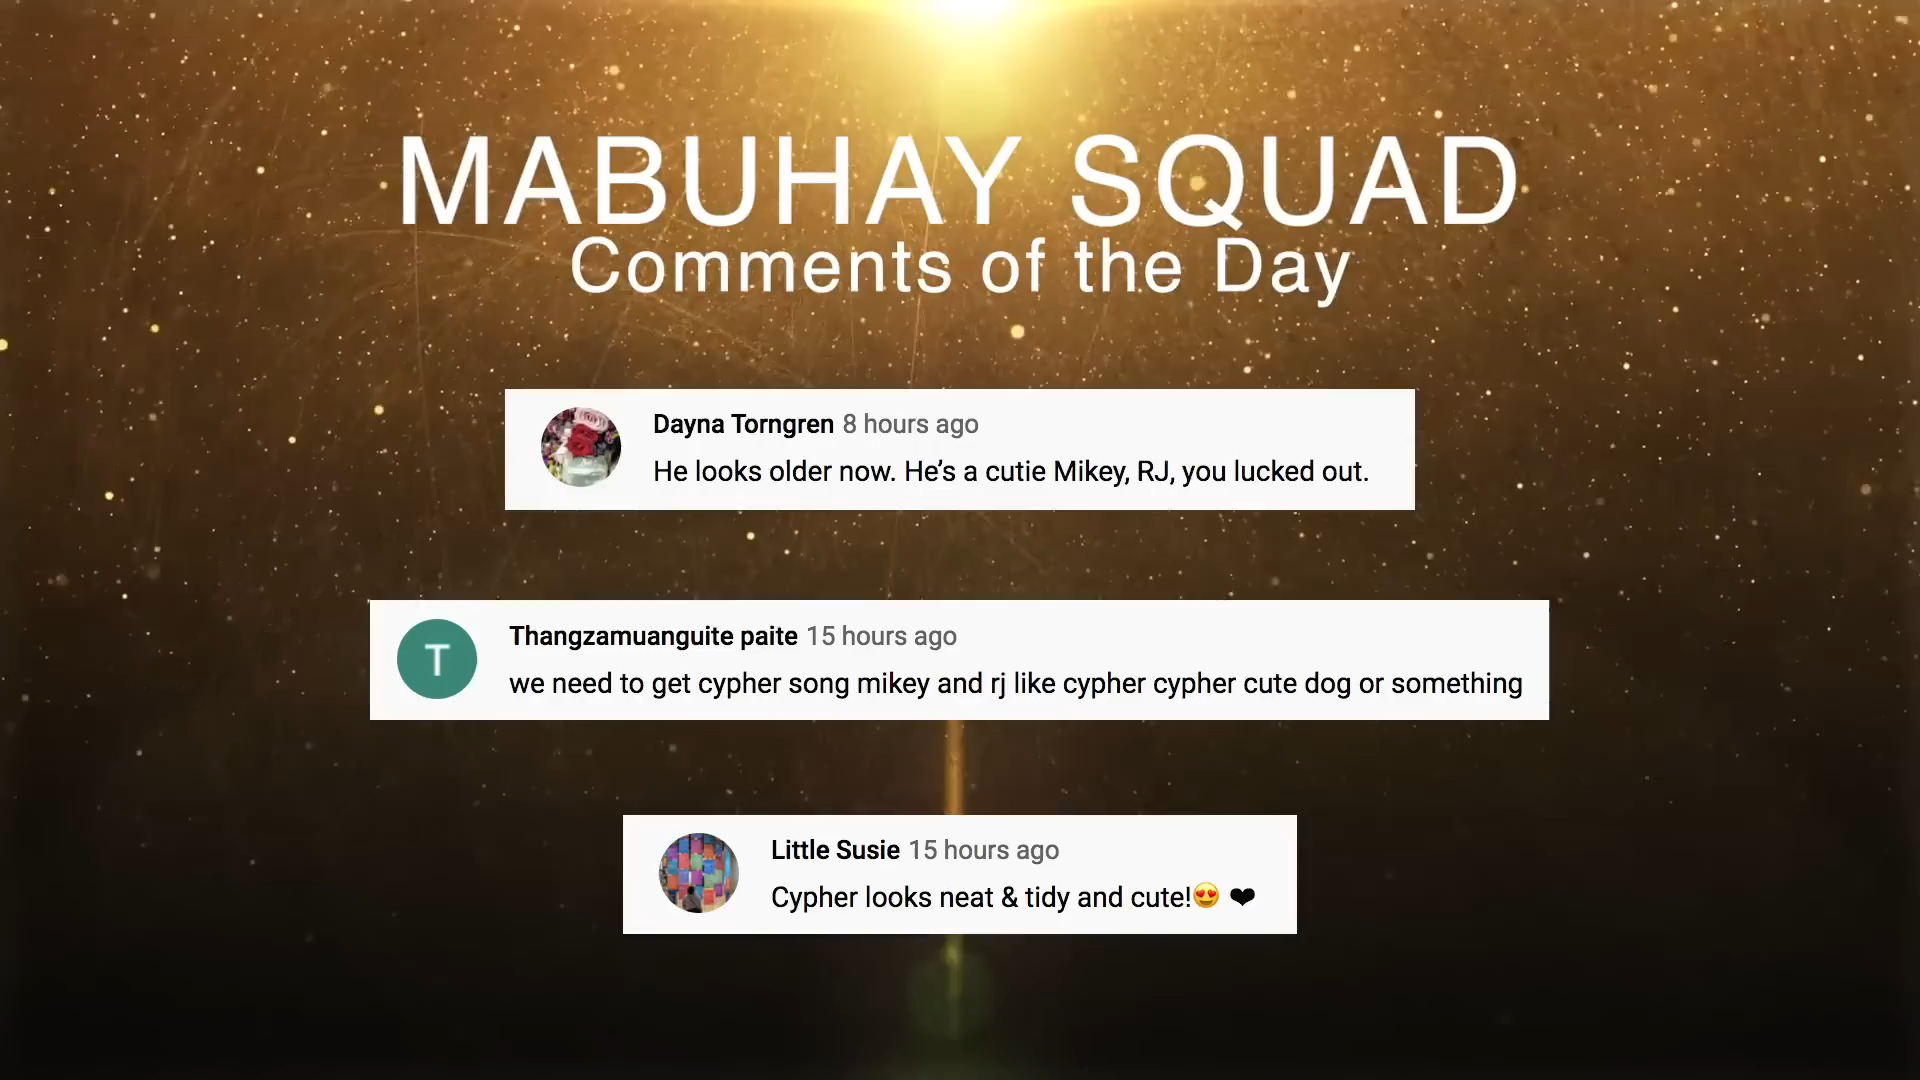 MABUHAY SQUAD
Comments of the Day
Dayna Torngren 8 hours ago
He looks older now. He’s a cutie Mikey, RJ, you lucked out.
T
Thangzamuanguite paite 15 hours ago
we need to get cypher song mikey and rj like cypher cypher cute dog or something
Little Susie 15 hours ago
Cypher looks neat & tidy and cute!😍 ❤